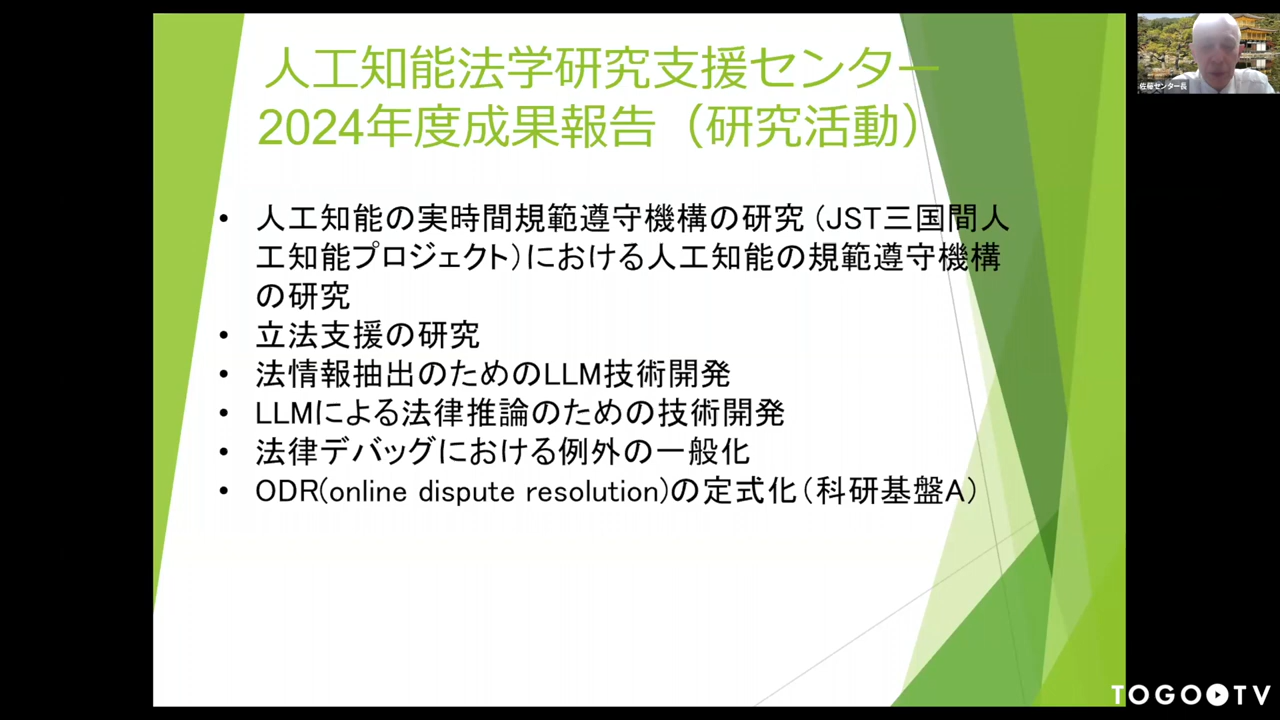 人工知能法学研究支援センター
2024年度成果報告（研究活動）
• 人工知能の実時間規範遵守機構の研究 (JST三国間人
工知能プロジェクト)における人工知能の規範遵守機構
の研究
• 立法支援の研究
• 法情報抽出のためのLLM技術開発
• LLMによる法律推論のための技術開発
• 法律デバッグにおける例外の一般化
• ODR(online dispute resolution)の定式化（科研基盤A）
佐藤センター長
TOGOTV